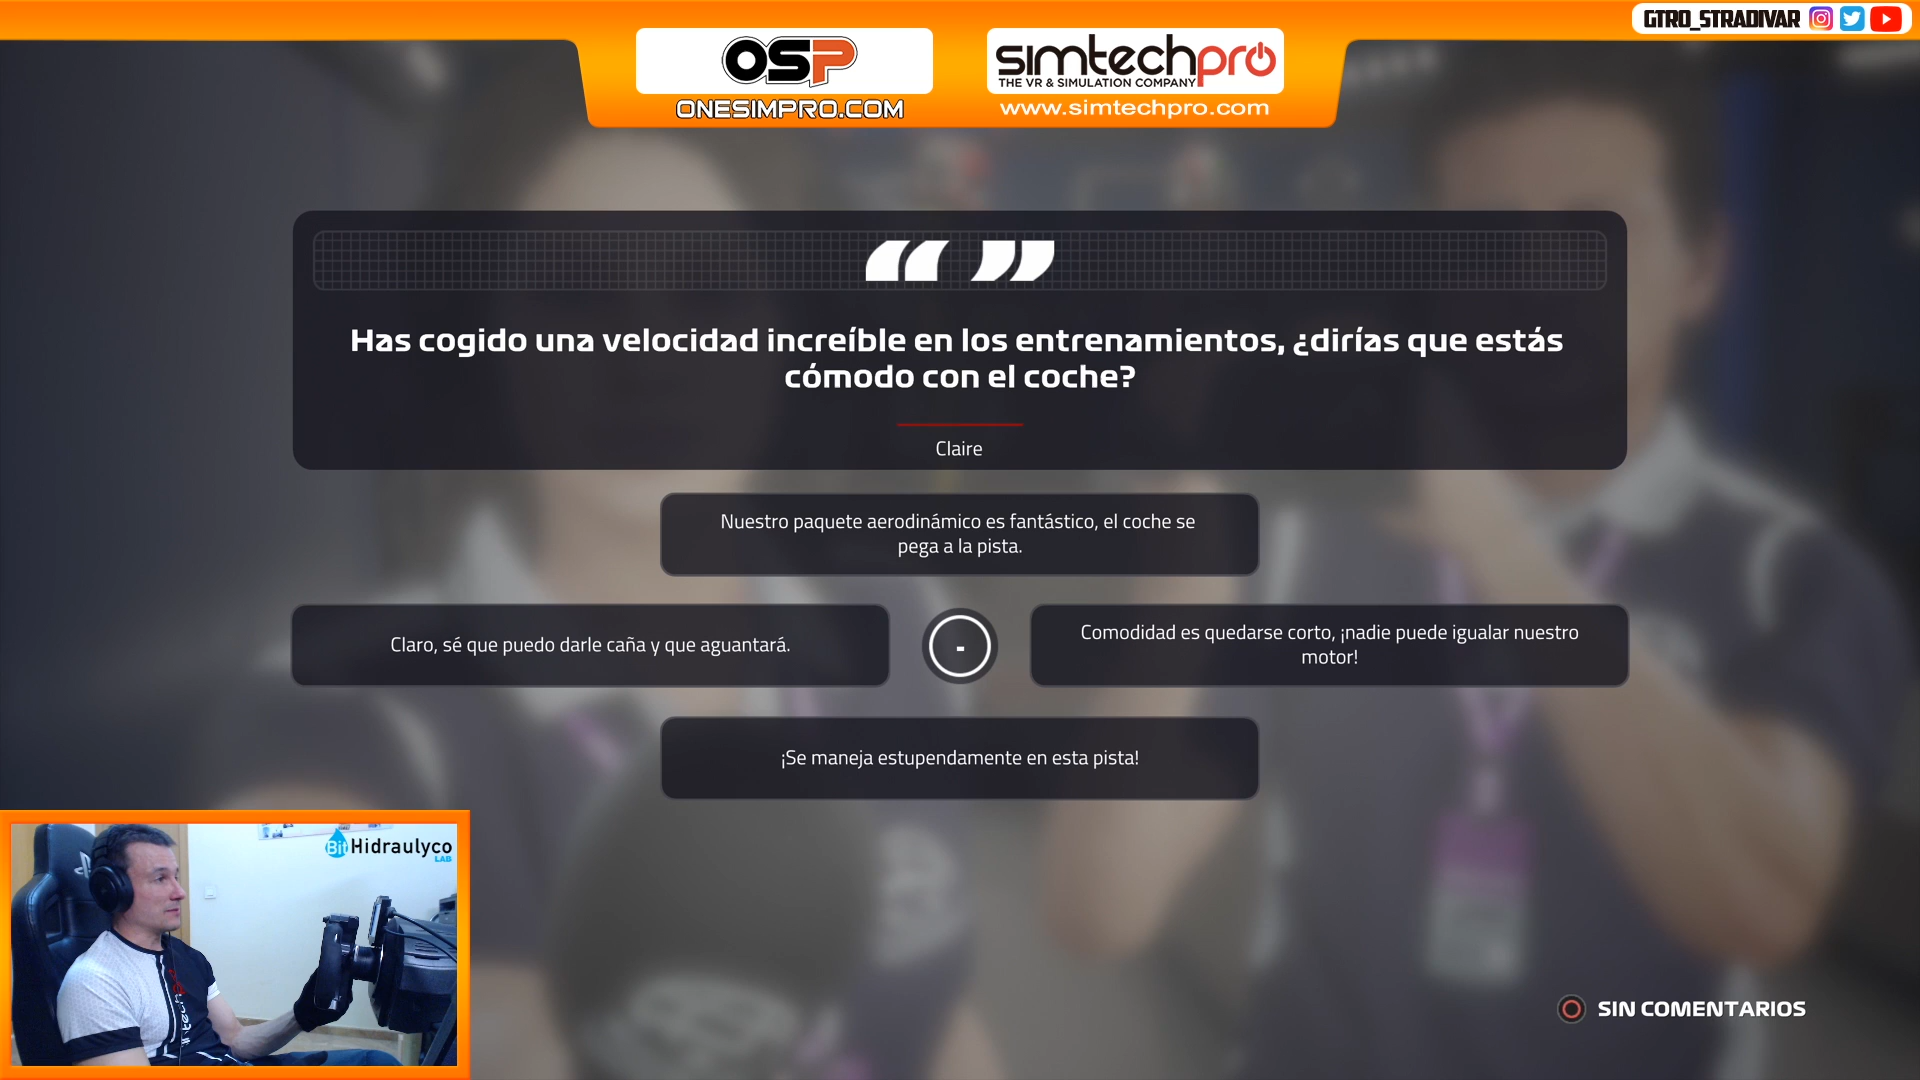 GTRO_STRADIVAR
OSP
ONESIMPRO.COM
simtechpro
THE VR & SIMULATION COMPANY
www.simtechpro.com
Has cogido una velocidad increíble en los entrenamientos, ¿dirías que estás
cómodo con el coche?
Claire
Nuestro paquete aerodinámico es fantástico, el coche se
pega a la pista.
Claro, sé que puedo darle caña y que aguantará.
-
Comodidad es quedarse corto, ¡nadie puede igualar nuestro
motor!
¡Se maneja estupendamente en esta pista!
BitHidraulyco
LAB
SIN COMENTARIOS